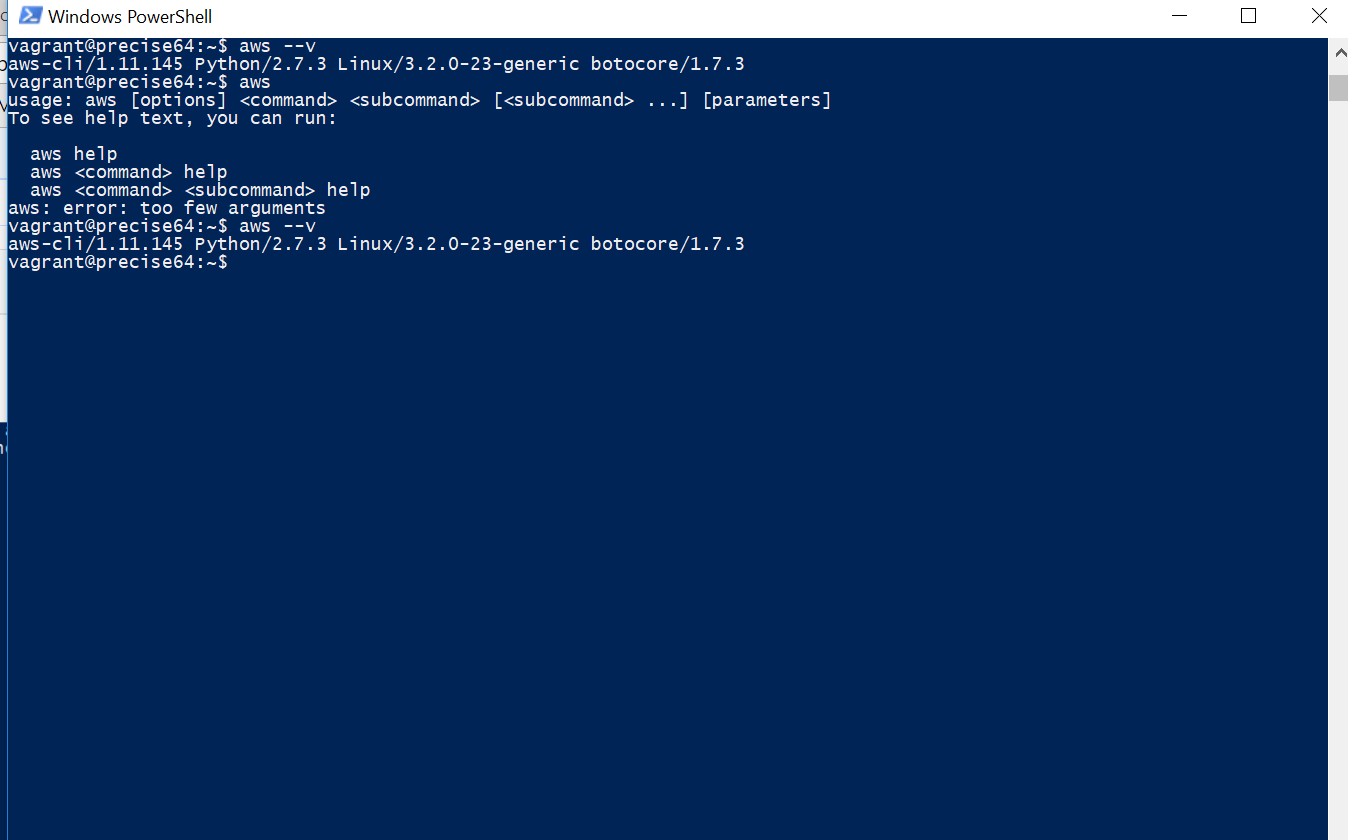 Windows PowerShell
vagrant@precise64:~$ aws --v
aws-cli/1.11.145 Python/2.7.3 Linux/3.2.0-23-generic botocore/1.7.3
vagrant@precise64:~$ aws
usage: aws [options] <command> <subcommand> [<subcommand> ...] [parameters]
To see help text, you can run:
aws help
aws <command> help
aws <command> <subcommand> help
aws: error: too few arguments
vagrant@precise64:~$ aws --v
aws-cli/1.11.145 Python/2.7.3 Linux/3.2.0-23-generic botocore/1.7.3
vagrant@precise64:~$